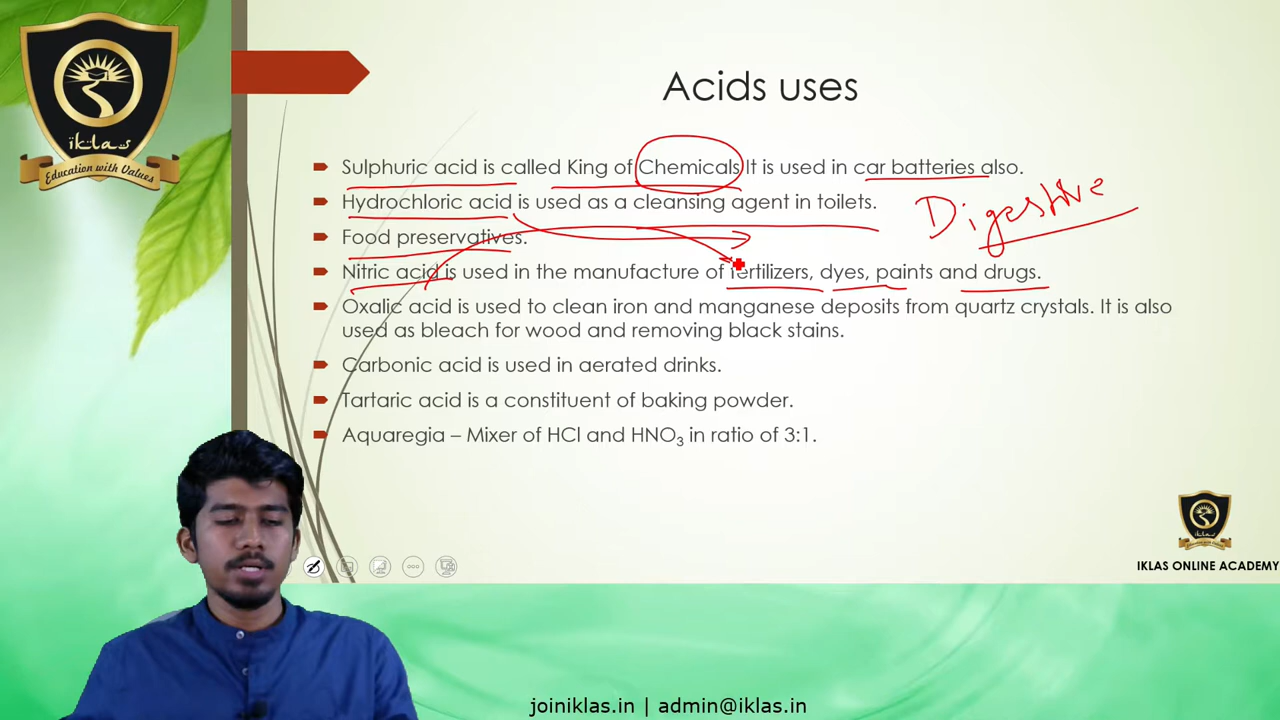 iklas
Education with Values
Acids uses
Sulphuric acid is called King of Chemicals It is used in car batteries also.
Hydrochloric acid is used as a cleansing agent in toilets.
Digestive
Food preservatives.
Nitric acid is used in the manufacture of fertilizers, dyes, paints and drugs.
Oxalic acid is used to clean iron and manganese deposits from quartz crystals. It is also
used as bleach for wood and removing black stains.
Carbonic acid is used in aerated drinks.
Tartaric acid is a constituent of baking powder.
Aquaregia – Mixer of HCl and HNO₃ in ratio of 3:1.
IKLAS ONLINE ACADEMY
joiniklas.in | admin@iklas.in